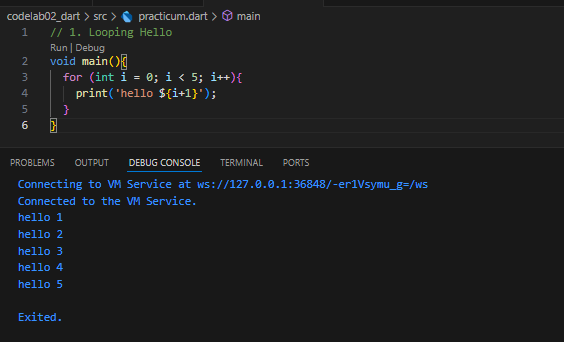 codelab02_dart > src > practicum.dart > main
1 // 1. Looping Hello
Run | Debug
2 void main(){
3 for (int i = 0; i < 5; i++){
4 print('hello ${i+1}');
5 }
6 }
PROBLEMS OUTPUT DEBUG CONSOLE TERMINAL PORTS
Connecting to VM Service at ws://127.0.0.1:36848/-er1Vsymu_g=/ws
Connected to the VM Service.
hello 1
hello 2
hello 3
hello 4
hello 5
Exited.